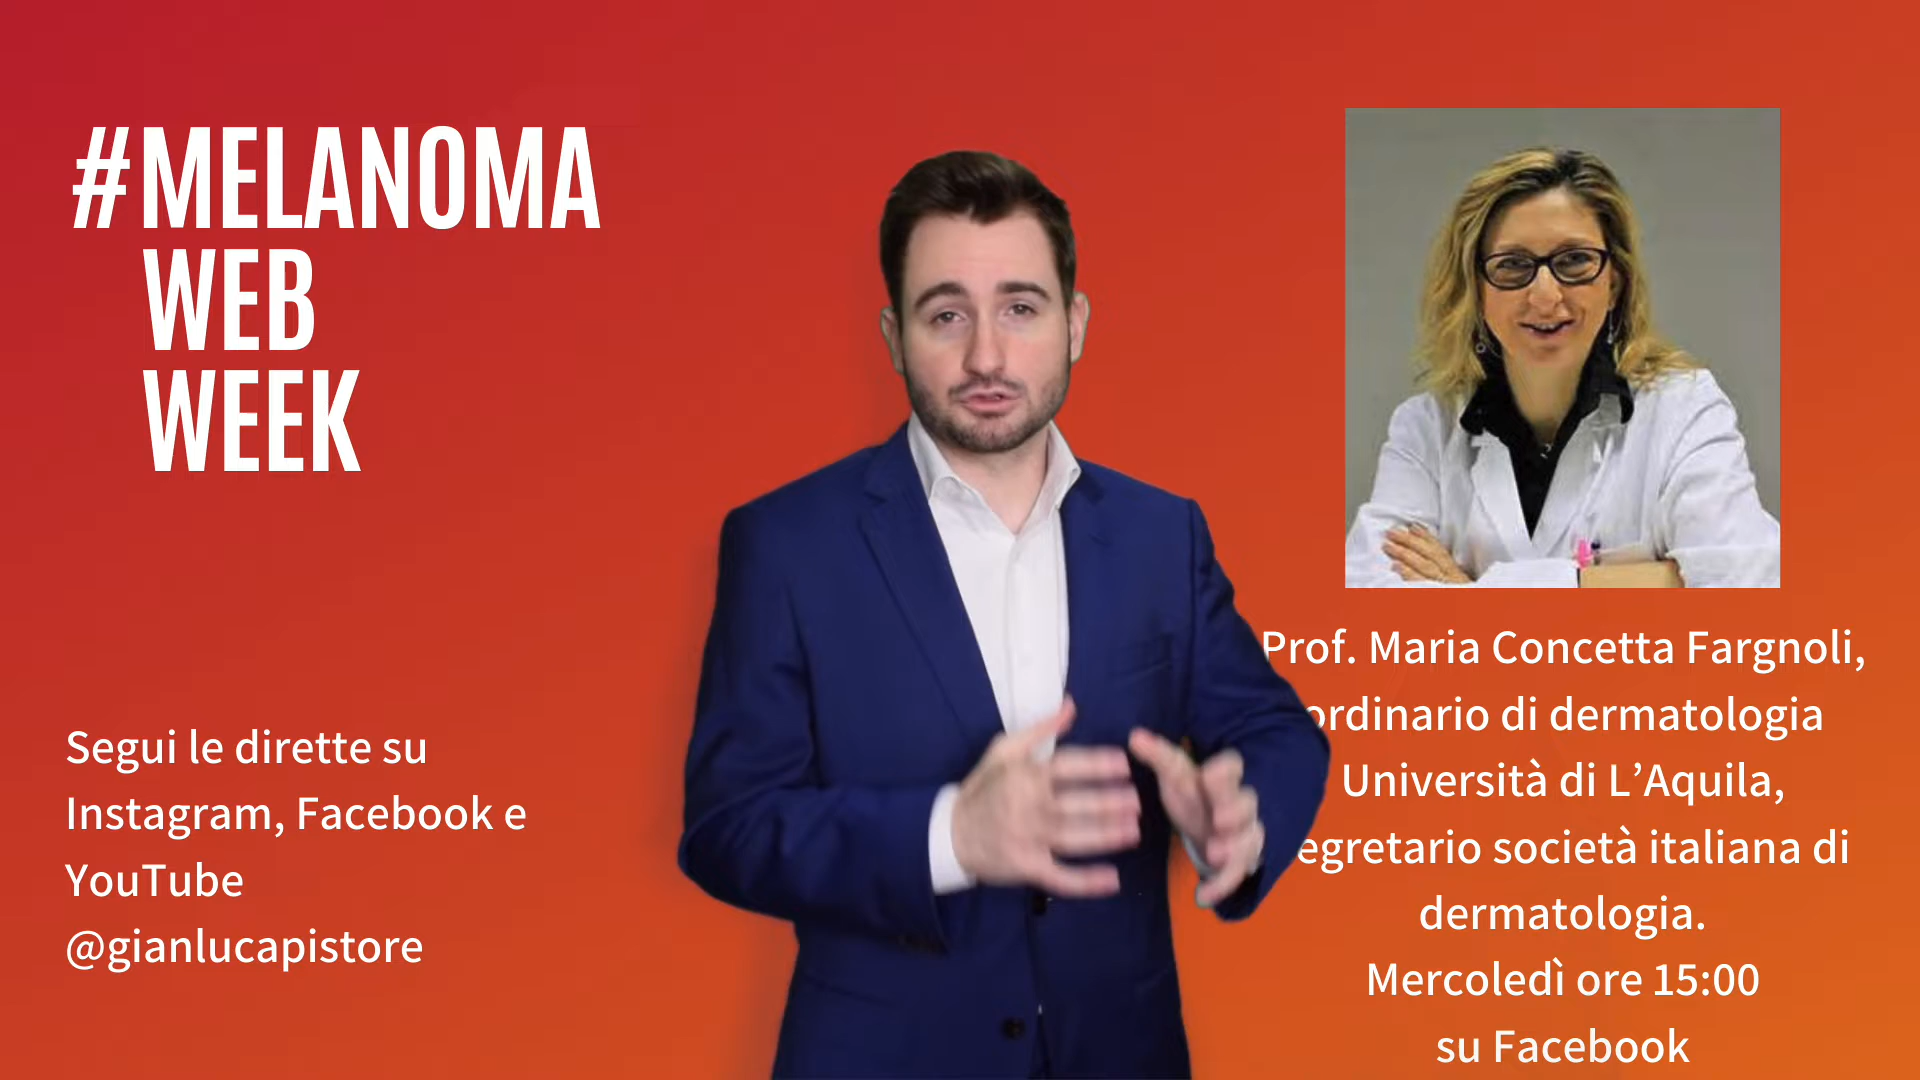 #MELANOMA
WEB
WEEK
Segui le dirette su
Instagram, Facebook e
YouTube
@gianlucapistore
Prof. Maria Concetta Fargnoli,
ordinario di dermatologia
Università di L’Aquila,
egretario società italiana di
dermatologia.
Mercoledì ore 15:00
su Facebook